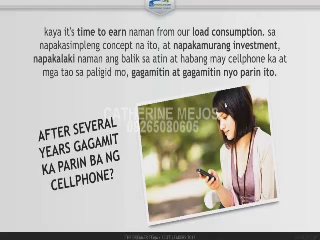 kaya it's time to earn naman from our load consumption. sa
napakasimpleng concept na ito, at napakamurang investment,
napakalaki naman ang balik sa atin at habang may cellphone ka at
mga tao sa paligid mo, gagamitin at gagamitin nyo parin ito.
CATHERINE MEJOS
09265080605
AFTER SEVERAL
YEARS GAGAMIT
KA PARIN BA NG
CELLPHONE?